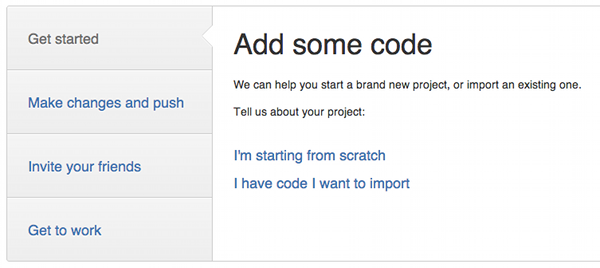 Get started
Make changes and push
Invite your friends
Get to work
Add some code
We can help you start a brand new project, or import an existing one.
Tell us about your project:
I'm starting from scratch
I have code I want to import